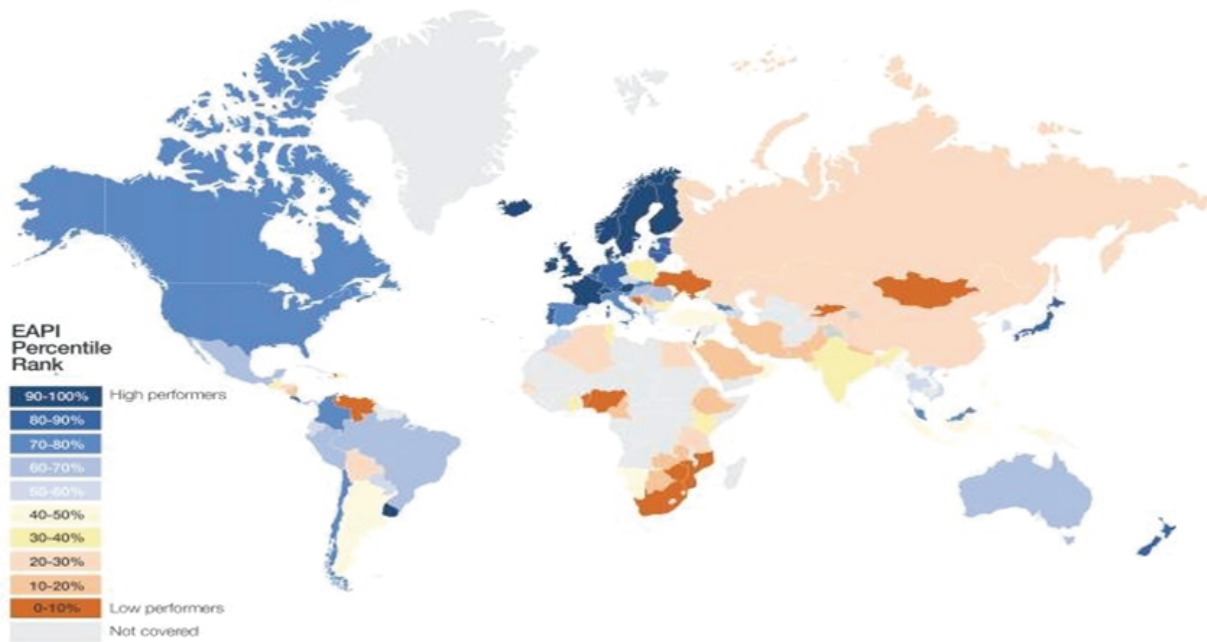 EAPI
Percentile
Rank
90-100% High performers
80-90%
70-80%
60-70%
50-60%
40-50%
30-40%
20-30%
10-20%
0-10% Low performers
Not covered